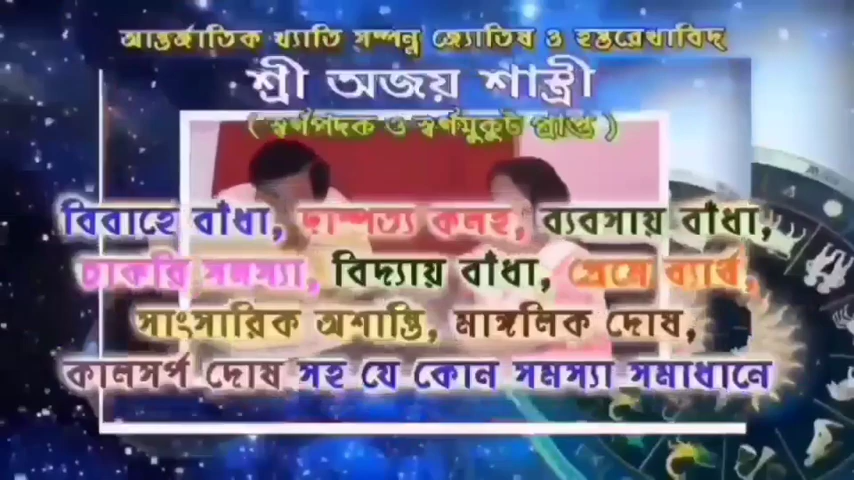 আন্তর্জাতিক খ্যাতি সম্পন্ন জ্যোতিষ ও হস্তরেখাবিদ্
শ্রী অজয় শাস্ত্রী
( স্বর্ণপদক ও স্বর্ণমুকুট প্রাপ্ত )
বিবাহে বাঁধা, দাম্পত্য কলহ, ব্যবসায় বাঁধা,
চাকরি সমস্যা, বিদ্যায় বাঁধা, প্রেমে ব্যার্থ,
সাংসারিক অশান্তি, মাঙ্গলিক দোষ,
কালসর্প দোষ সহ যে কোন সমস্যা সমাধানে